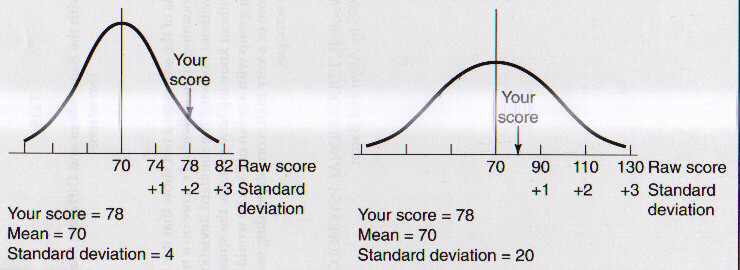 Your
score
70 74 78 82 Raw score
+1 +2 +3 Standard
deviation
Your score = 78
Mean = 70
Standard deviation = 4
Your
score
70 90 110 130 Raw score
+1 +2 +3 Standard
deviation
Your score = 78
Mean = 70
Standard deviation = 20